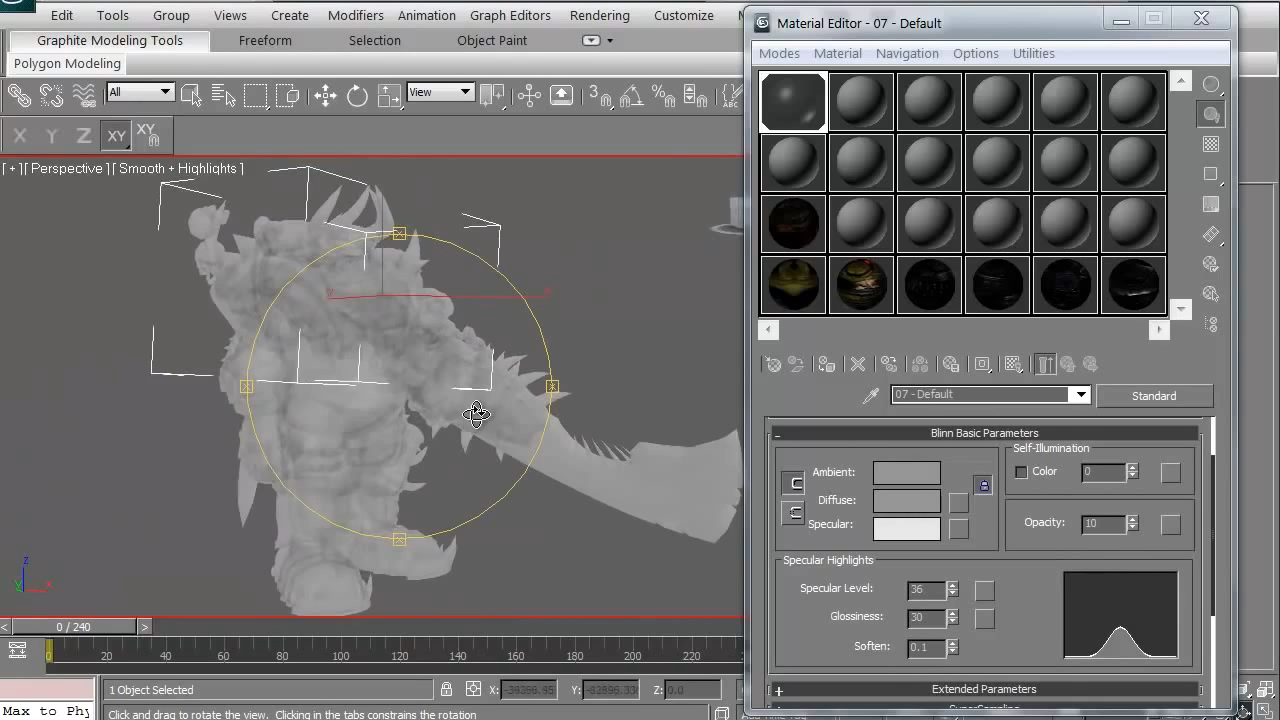 Edit Tools Group Views Create Modifiers Animation Graph Editors Rendering Customize
Material Editor - 07 - Default
Graphite Modeling Tools Freeform Selection Object Paint
Modes Material Navigation Options Utilities
Polygon Modeling
All View
X Y Z XY XY
[ + ][ Perspective ][ Smooth + Highlights ]
07 - Default Standard
Blinn Basic Parameters
Self-Illumination
Ambient: Color 0
Diffuse:
Specular: Opacity: 10
Specular Highlights
Specular Level: 36
Glossiness: 30
Soften: 0.1
Extended Parameters
SuperSampling
z
x
0 / 240
0 20 40 60 80 100 120 140 160 180 200 220
1 Object Selected X: Y: Z: 0.0
Max to Phy Click and drag to rotate the view. Clicking in the tabs constrains the rotation